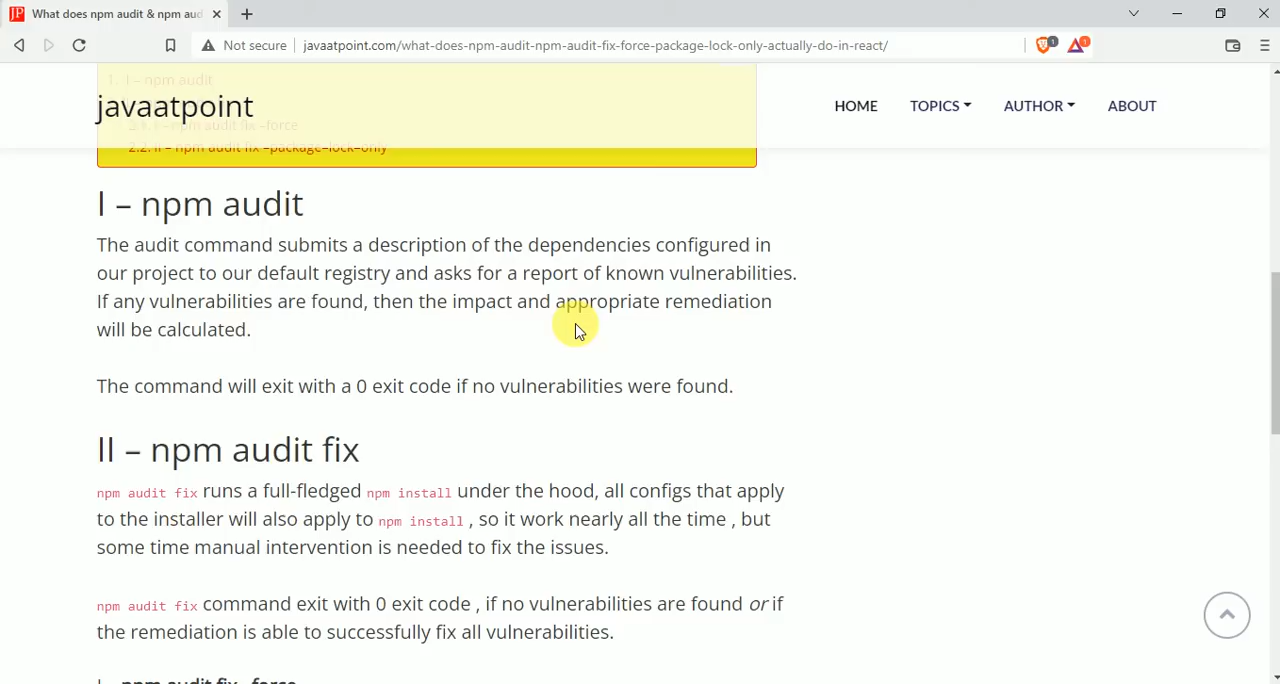 What does npm audit & npm aud
Not secure
javaatpoint.com/what-does-npm-audit-npm-audit-fix-force-package-lock-only-actually-do-in-react/
1
1
1. I – npm audit
javaatpoint
HOME TOPICS AUTHOR ABOUT
2.1. I – npm audit fix –force
2.2. II – npm audit fix –package-lock-only
I – npm audit
The audit command submits a description of the dependencies configured in
our project to our default registry and asks for a report of known vulnerabilities.
If any vulnerabilities are found, then the impact and appropriate remediation
will be calculated.
The command will exit with a 0 exit code if no vulnerabilities were found.
II – npm audit fix
npm audit fix runs a full-fledged npm install under the hood, all configs that apply
to the installer will also apply to npm install , so it work nearly all the time , but
some time manual intervention is needed to fix the issues.
npm audit fix command exit with 0 exit code , if no vulnerabilities are found or if
the remediation is able to successfully fix all vulnerabilities.
I – npm audit fix –force